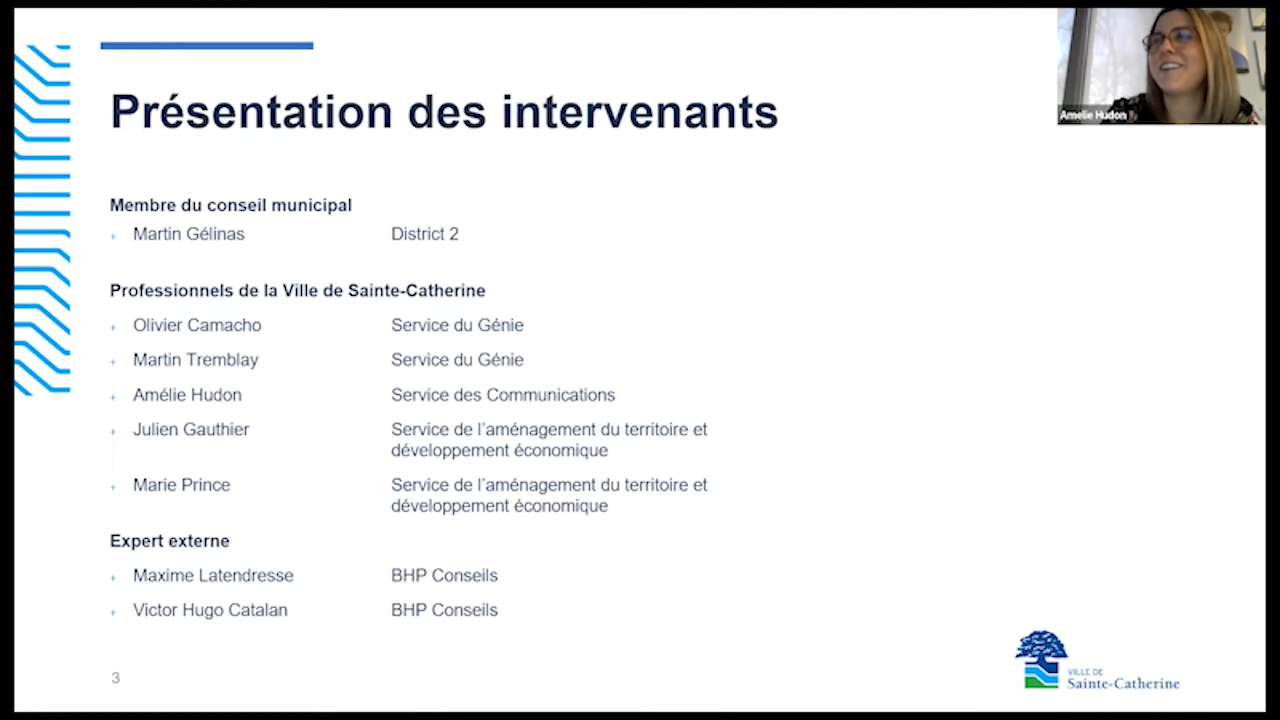 Présentation des intervenants
Amelie Hudon
Membre du conseil municipal
+ Martin Gélinas District 2
Professionnels de la Ville de Sainte-Catherine
+ Olivier Camacho Service du Génie
+ Martin Tremblay Service du Génie
+ Amélie Hudon Service des Communications
+ Julien Gauthier Service de l'aménagement du territoire et
développement économique
+ Marie Prince Service de l'aménagement du territoire et
développement économique
Expert externe
+ Maxime Latendresse BHP Conseils
+ Victor Hugo Catalan BHP Conseils
3
VILLE DE
Sainte-Catherine